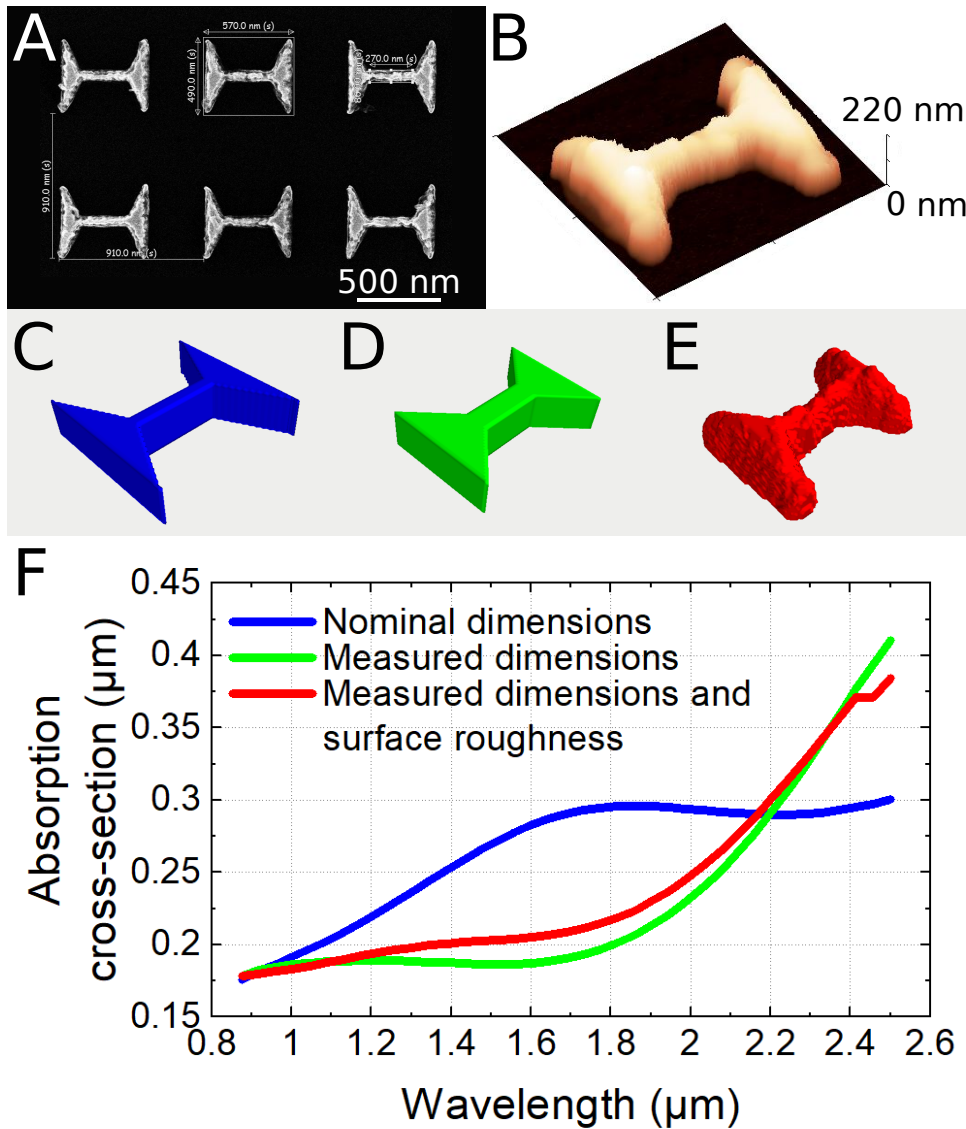 A
570.0 nm (s)
490.0 nm (s)
270.0 nm (s)
910.0 nm (s)
910.0 nm (s)
500 nm
B
220 nm
0 nm
C
D
E
F
Absorption
cross-section (µm)
0.45
0.4
0.35
0.3
0.25
0.2
0.15
Nominal dimensions
Measured dimensions
Measured dimensions and
surface roughness
0.8 1 1.2 1.4 1.6 1.8 2 2.2 2.4 2.6
Wavelength (µm)